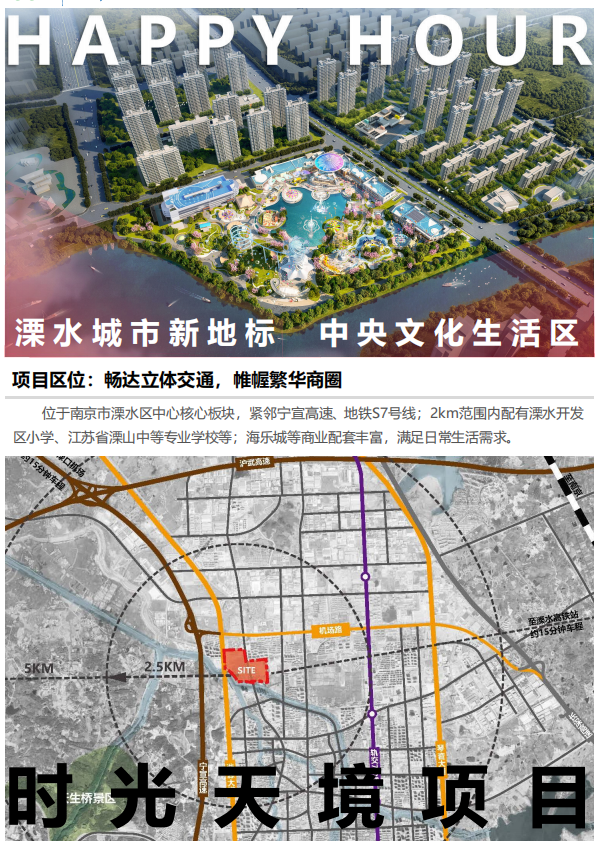 HAPPY HOUR
溧水城市新地标 中央文化生活区
项目区位：畅达立体交通，帷幄繁华商圈
位于南京市溧水区中心核心板块，紧邻宁宣高速、地铁S7号线；2km范围内配有溧水开发
区小学、江苏省溧山中等专业学校等；海乐城等商业配套丰富，满足日常生活需求。
沪武高速
约15分钟车程
至溧水高铁站
约15分钟车程
机场路
SITE
5KM
2.5KM
宁宣高速
生桥景区
时光天境项目